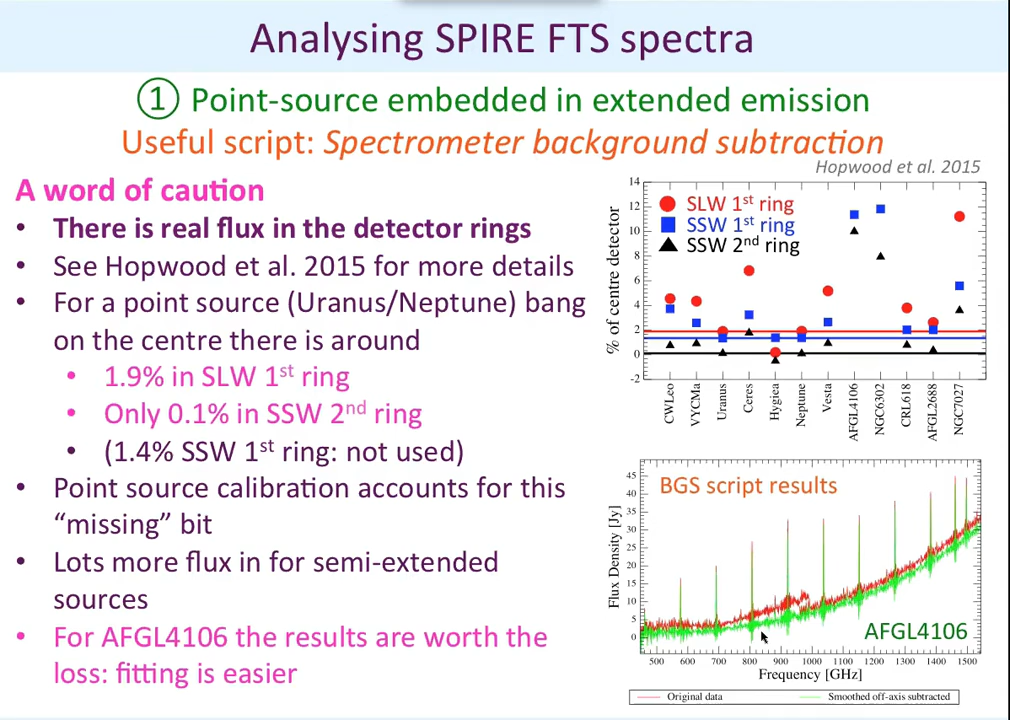 Analysing SPIRE FTS spectra
① Point-source embedded in extended emission
Useful script: Spectrometer background subtraction
Hopwood et al. 2015
A word of caution
• There is real flux in the detector rings
• See Hopwood et al. 2015 for more details
• For a point source (Uranus/Neptune) bang
on the centre there is around
• 1.9% in SLW 1st ring
• Only 0.1% in SSW 2nd ring
• (1.4% SSW 1st ring: not used)
• Point source calibration accounts for this
“missing” bit
• Lots more flux in for semi-extended
sources
• For AFGL4106 the results are worth the
loss: fitting is easier
% of centre detector
14
12
10
8
6
4
2
0
-2
SLW 1st ring
SSW 1st ring
SSW 2nd ring
CWLeo
VYCMa
Uranus
Ceres
Hygiea
Neptune
Vesta
AFGL4106
NGC6302
CRL618
AFGL2688
NGC7027
Flux Density [Jy]
45
40
35
30
25
20
15
10
5
0
BGS script results
AFGL4106
500 600 700 800 900 1000 1100 1200 1300 1400 1500
Frequency [GHz]
Original data
Smoothed off-axis subtracted